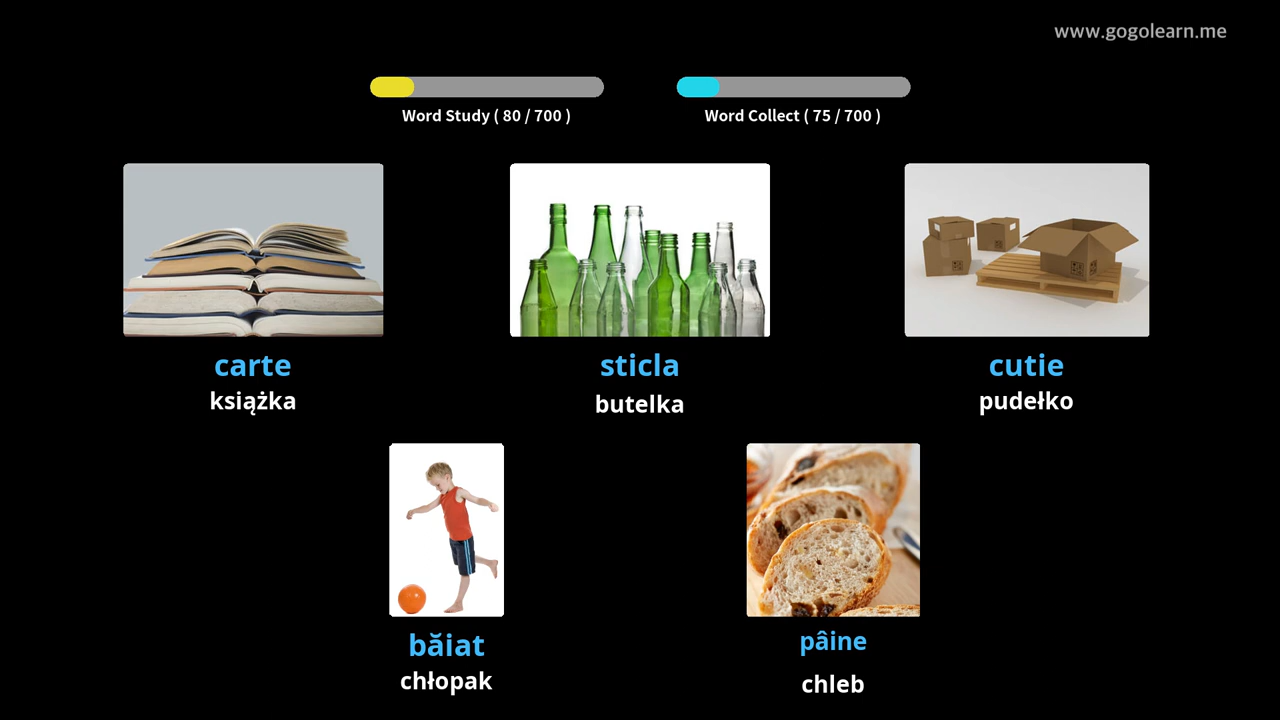 www.gogolearn.me
Word Study ( 80 / 700 )
Word Collect ( 75 / 700 )
carte
książka
sticla
butelka
cutie
pudełko
băiat
chłopak
pâine
chleb